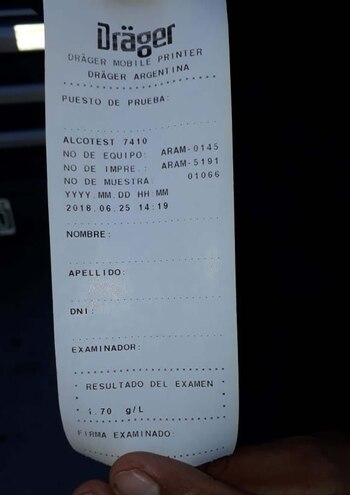 Dräger
DRÄGER MOBILE PRINTER
DRÄGER ARGENTINA
PUESTO DE PRUEBA:
ALCOTEST 7410
NO DE EQUIPO: ARAM-0145
NO DE IMPRE.: ARAM-5191
NO DE MUESTRA 01066
YYYY.MM.DD HH:MM
2018.06.25 14:19
NOMBRE:
APELLIDO:
DNI:
EXAMINADOR:
* RESULTADO DEL EXAMEN *
* 1.70 g/L
FIRMA EXAMINADO: